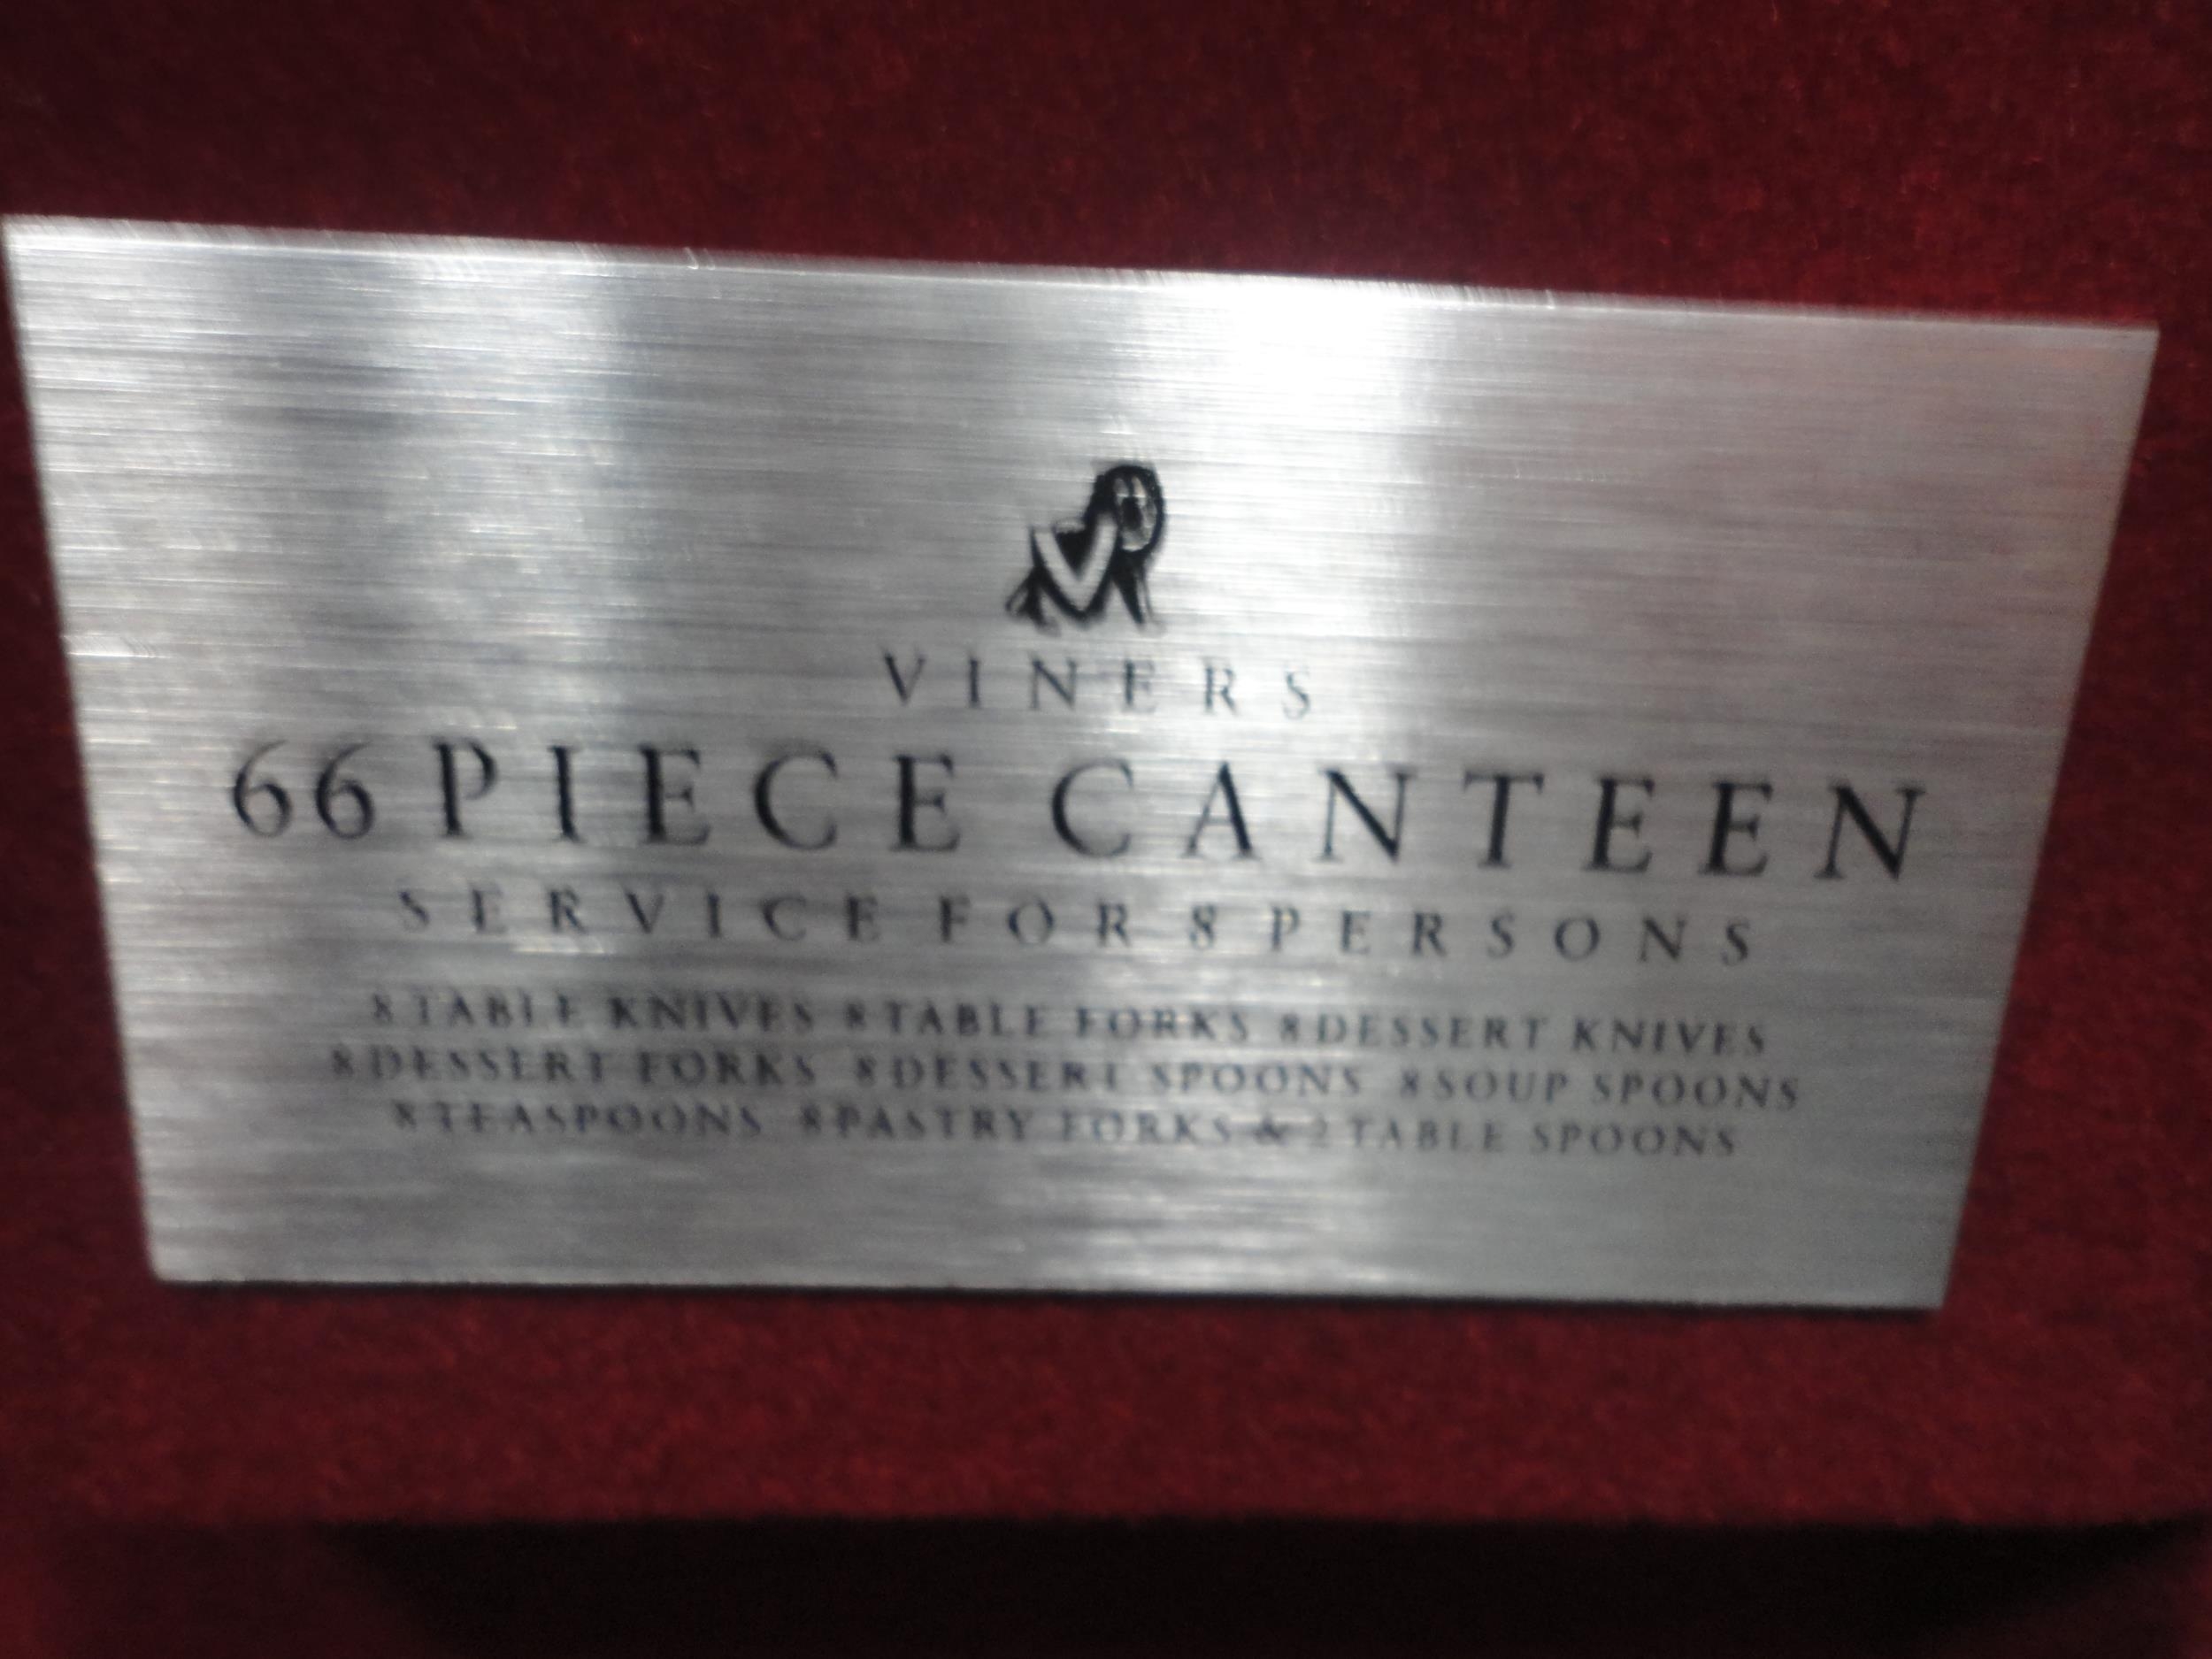 VINERS
66 PIECE CANTEEN
SERVICE FOR 8 PERSONS
8 TABLE KNIVES 8 TABLE FORKS 8 DESSERT KNIVES
8 DESSERT FORKS 8 DESSERT SPOONS 8 SOUP SPOONS
8 TEASPOONS 8 PASTRY FORKS & 2 TABLE SPOONS